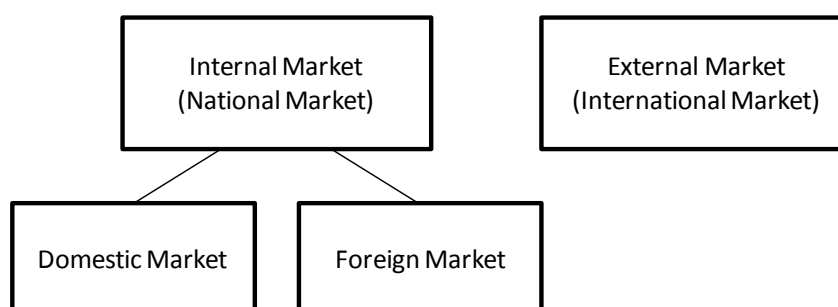 Internal Market
(National Market)
External Market
(International Market)
Domestic Market
Foreign Market